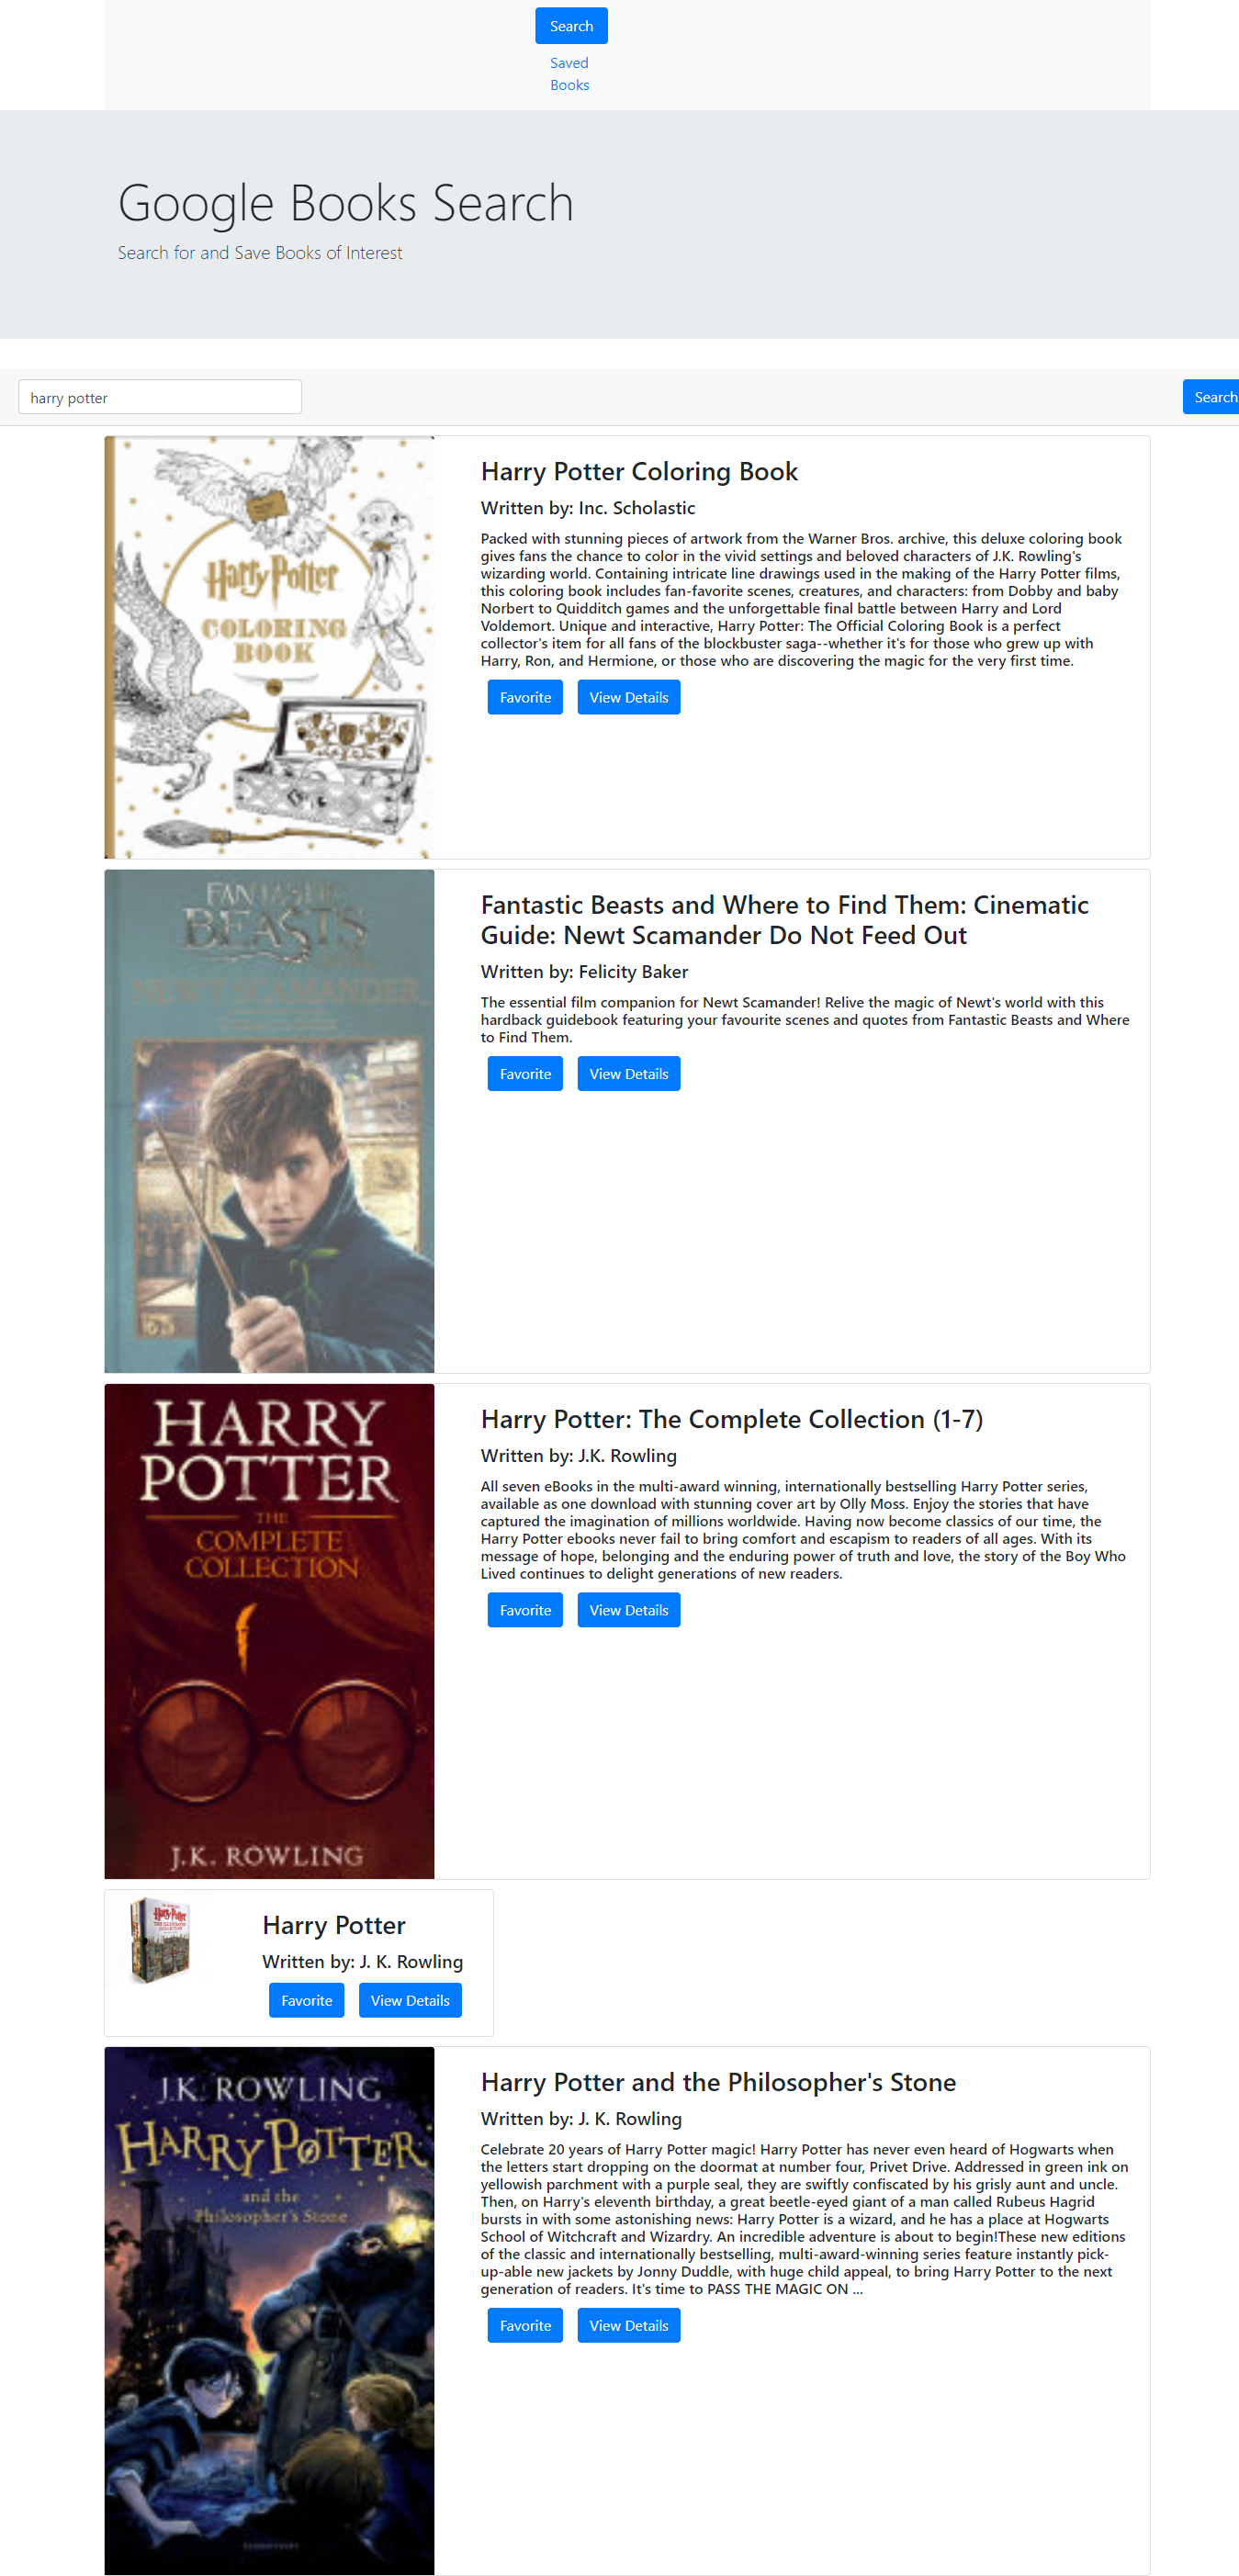 Search
Saved
Books
Google Books Search
Search for and Save Books of Interest
harry potter
Search
Harry Potter
COLORING
BOOK
Harry Potter Coloring Book
Written by: Inc. Scholastic
Packed with stunning pieces of artwork from the Warner Bros. archive, this deluxe coloring book
gives fans the chance to color in the vivid settings and beloved characters of J.K. Rowling's
wizarding world. Containing intricate line drawings used in the making of the Harry Potter films,
this coloring book includes fan-favorite scenes, creatures, and characters: from Dobby and baby
Norbert to Quidditch games and the unforgettable final battle between Harry and Lord
Voldemort. Unique and interactive, Harry Potter: The Official Coloring Book is a perfect
collector's item for all fans of the blockbuster saga--whether it's for those who grew up with
Harry, Ron, and Hermione, or those who are discovering the magic for the very first time.
Favorite View Details
FANTASTIC
BEASTS
NEWT SCAMANDER
Fantastic Beasts and Where to Find Them: Cinematic
Guide: Newt Scamander Do Not Feed Out
Written by: Felicity Baker
The essential film companion for Newt Scamander! Relive the magic of Newt's world with this
hardback guidebook featuring your favourite scenes and quotes from Fantastic Beasts and Where
to Find Them.
Favorite View Details
HARRY
POTTER
THE
COMPLETE
COLLECTION
J.K. ROWLING
Harry Potter: The Complete Collection (1-7)
Written by: J.K. Rowling
All seven eBooks in the multi-award winning, internationally bestselling Harry Potter series,
available as one download with stunning cover art by Olly Moss. Enjoy the stories that have
captured the imagination of millions worldwide. Having now become classics of our time, the
Harry Potter ebooks never fail to bring comfort and escapism to readers of all ages. With its
message of hope, belonging and the enduring power of truth and love, the story of the Boy Who
Lived continues to delight generations of new readers.
Favorite View Details
Harry Potter
Harry Potter
Written by: J. K. Rowling
Favorite View Details
J.K. ROWLING
HARRY POTTER
and the
Philosopher's Stone
Harry Potter and the Philosopher's Stone
Written by: J. K. Rowling
Celebrate 20 years of Harry Potter magic! Harry Potter has never even heard of Hogwarts when
the letters start dropping on the doormat at number four, Privet Drive. Addressed in green ink on
yellowish parchment with a purple seal, they are swiftly confiscated by his grisly aunt and uncle.
Then, on Harry's eleventh birthday, a great beetle-eyed giant of a man called Rubeus Hagrid
bursts in with some astonishing news: Harry Potter is a wizard, and he has a place at Hogwarts
School of Witchcraft and Wizardry. An incredible adventure is about to begin!These new editions
of the classic and internationally bestselling, multi-award-winning series feature instantly pick-
up-able new jackets by Jonny Duddle, with huge child appeal, to bring Harry Potter to the next
generation of readers. It's time to PASS THE MAGIC ON ...
Favorite View Details